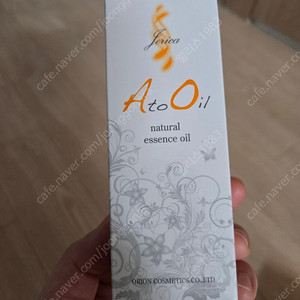 Jerica
AtoOil
natural
essence oil
ORION COSMETICS CO.,LTD